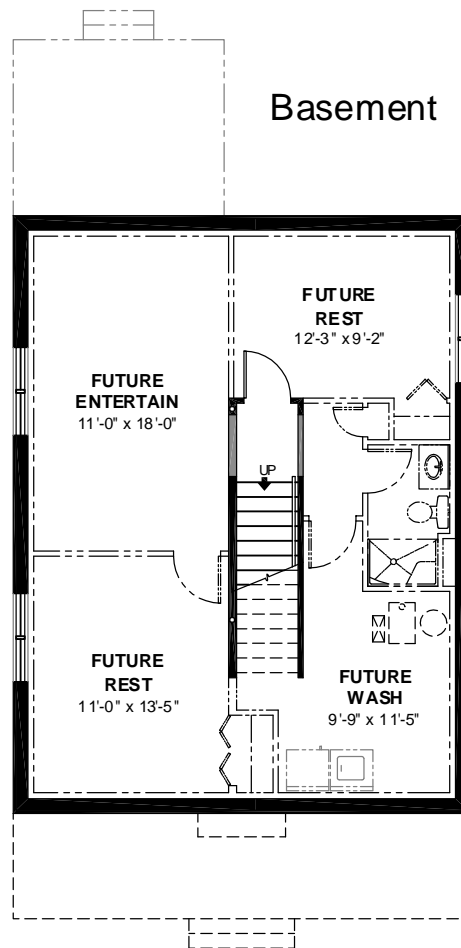 Basement
FUTURE
REST
12'-3" x 9'-2"
FUTURE
ENTERTAIN
11'-0" x 18'-0"
UP
FUTURE
REST
11'-0" x 13'-5"
FUTURE
WASH
9'-9" x 11'-5"